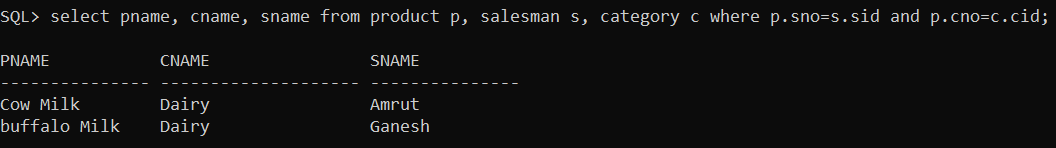 SQL> select pname, cname, sname from product p, salesman s, category c where p.sno=s.sid and p.cno=c.cid;
PNAME           CNAME                SNAME
--------------- -------------------- ---------------
Cow Milk        Dairy                Amrut
buffalo Milk    Dairy                Ganesh